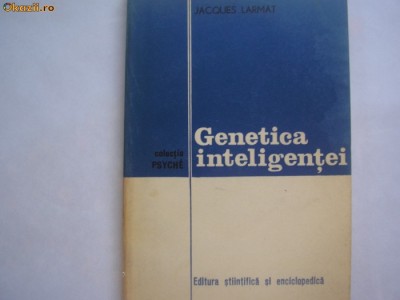 okazii.ro
JACQUES LARMAT
Genetica
inteligenței
colecția
PSYCHÉ
Editura științifică și enciclopedică